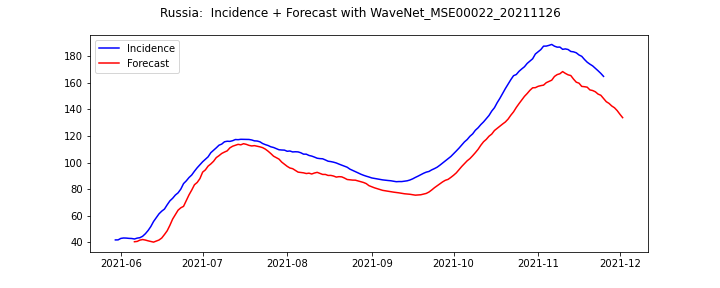 Russia:  Incidence + Forecast with WaveNet_MSE00022_20211126
Incidence
Forecast
180
160
140
120
100
80
60
40
2021-06 2021-07 2021-08 2021-09 2021-10 2021-11 2021-12